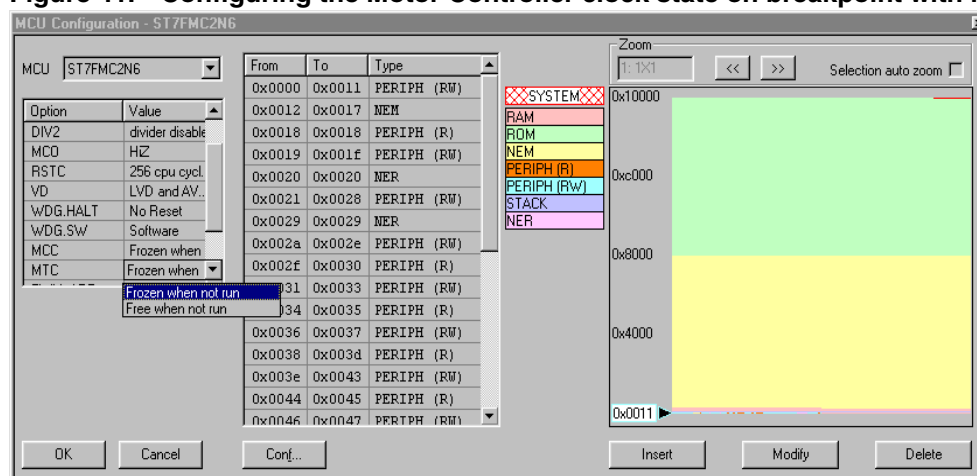 Figure 17. Configuring the Motor Controller clock state on breakpoint with
MCU Configuration - ST7FMC2N6
MCU ST7FMC2N6
Option Value
DIV2 divider disable
MCO HiZ
RSTC 256 cpu cycl.
VD LVD and AV..
WDG.HALT No Reset
WDG.SW Software
MCC Frozen when
MTC Frozen when
Frozen when not run
Free when not run
From To Type
0x0000 0x0011 PERIPH (RW)
0x0012 0x0017 NEM
0x0018 0x0018 PERIPH (R)
0x0019 0x001f PERIPH (RW)
0x0020 0x0020 NER
0x0021 0x0028 PERIPH (RW)
0x0029 0x0029 NER
0x002a 0x002e PERIPH (RW)
0x002f 0x0030 PERIPH (R)
031 0x0033 PERIPH (RW)
034 0x0035 PERIPH (R)
0x0036 0x0037 PERIPH (RW)
0x0038 0x003d PERIPH (R)
0x003e 0x0043 PERIPH (RW)
0x0044 0x0045 PERIPH (R)
0x0046 0x0047 PERIPH (RW)
SYSTEM
RAM
ROM
NEM
PERIPH (R)
PERIPH (RW)
STACK
NER
Zoom
1: 1X1 << >> Selection auto zoom
0x10000
0xc000
0x8000
0x4000
0x0011
OK Cancel Conf... Insert Modify Delete